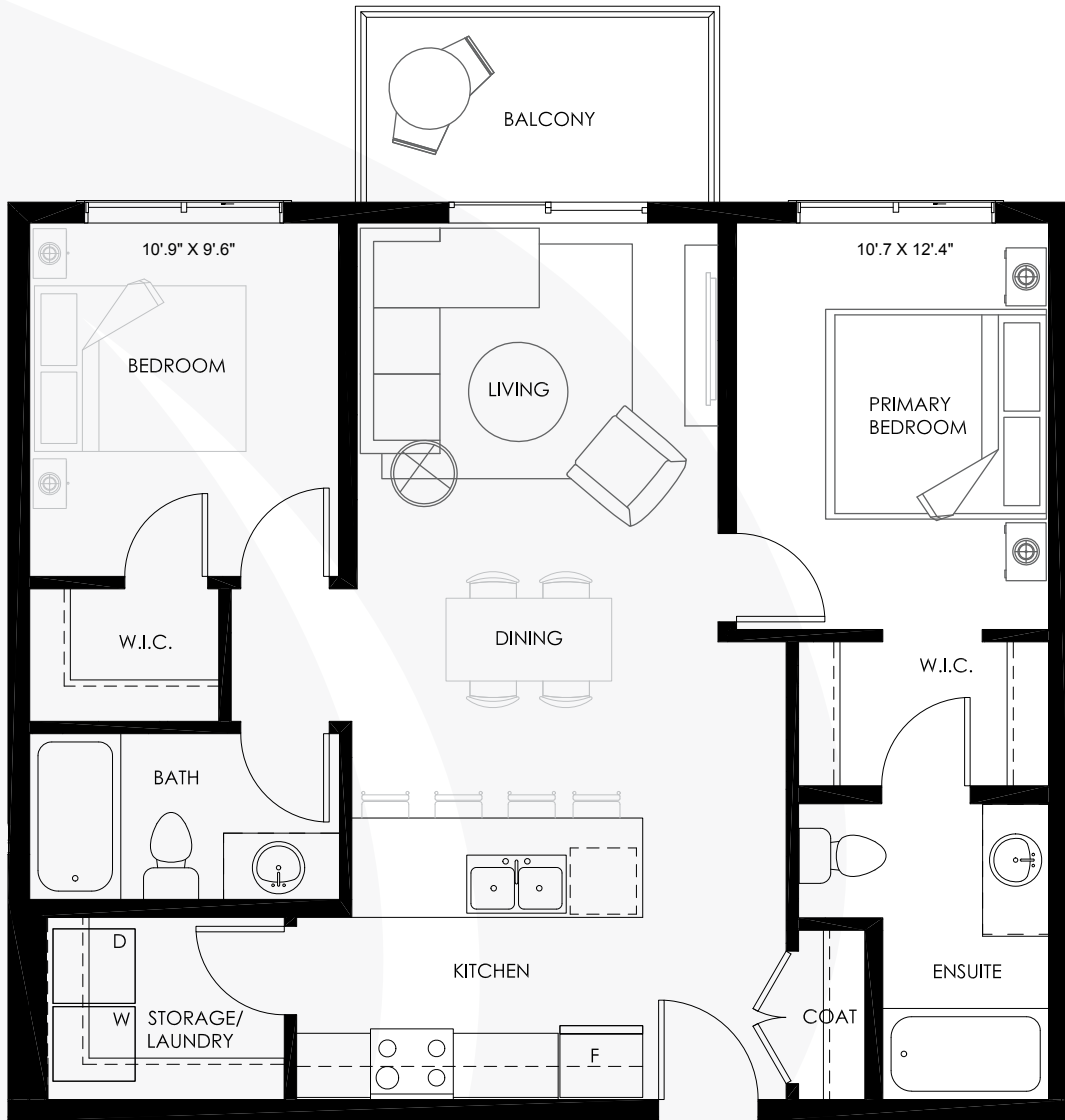 BALCONY
10'.9" X 9'.6"
10'.7 X 12'.4"
BEDROOM
LIVING
PRIMARY
BEDROOM
DINING
W.I.C.
W.I.C.
BATH
D
KITCHEN
ENSUITE
W
STORAGE/
LAUNDRY
COAT
F